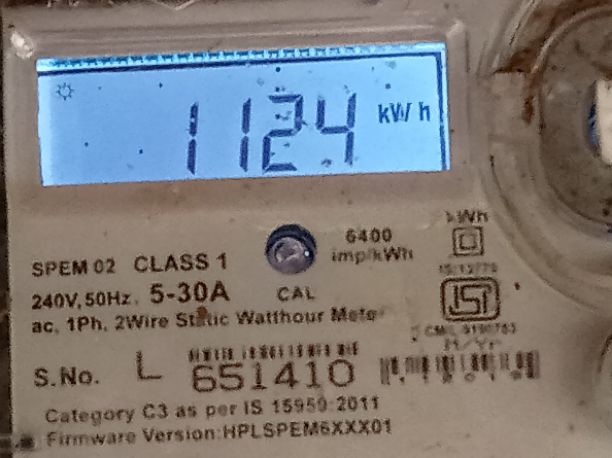 1124 kW h
kWh
6400
imp/kWh
SPEM 02 CLASS 1
CAL
240V, 50Hz, 5-30A
ac, 1Ph, 2Wire Static Watthour Meter
S.No. L 651410
Category C3 as per IS 15959:2011
Firmware Version:HPLSPEM6XXX01